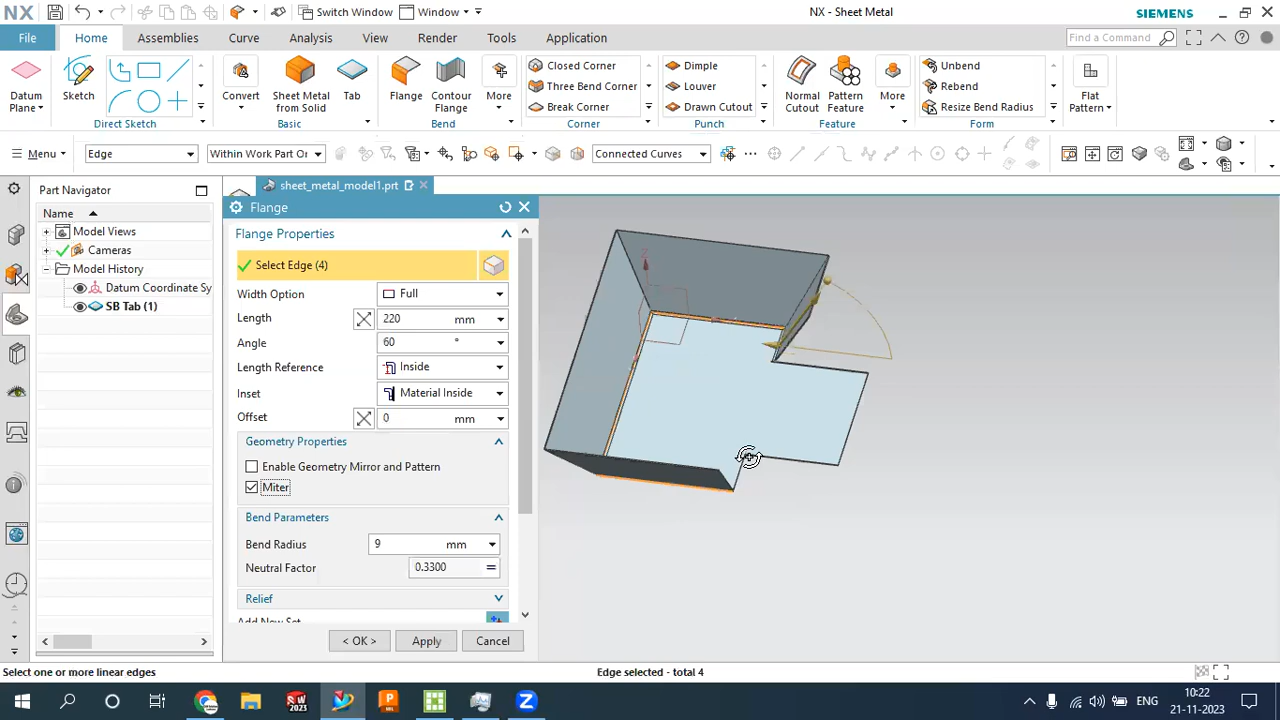 NX
Switch Window
Window
NX - Sheet Metal
SIEMENS
File
Home
Assemblies
Curve
Analysis
View
Render
Tools
Application
Find a Command
Datum Plane
Sketch
Direct Sketch
Convert
Sheet Metal from Solid
Tab
Basic
Flange
Contour Flange
More
Bend
Closed Corner
Three Bend Corner
Break Corner
Corner
Dimple
Louver
Drawn Cutout
Punch
Normal Cutout
Pattern Feature
More
Feature
Unbend
Rebend
Resize Bend Radius
Form
Flat Pattern
Menu
Edge
Within Work Part On
Connected Curves
Part Navigator
sheet_metal_model1.prt
Name
Model Views
Cameras
Model History
Datum Coordinate Sy
SB Tab (1)
Flange
Flange Properties
Select Edge (4)
Width Option
Full
Length
220 mm
Angle
60 °
Length Reference
Inside
Inset
Material Inside
Offset
0 mm
Geometry Properties
Enable Geometry Mirror and Pattern
Miter
Bend Parameters
Bend Radius
9 mm
Neutral Factor
0.3300 =
Relief
Add New Set
< OK >
Apply
Cancel
Select one or more linear edges
Edge selected - total 4
ENG
10:22
21-11-2023